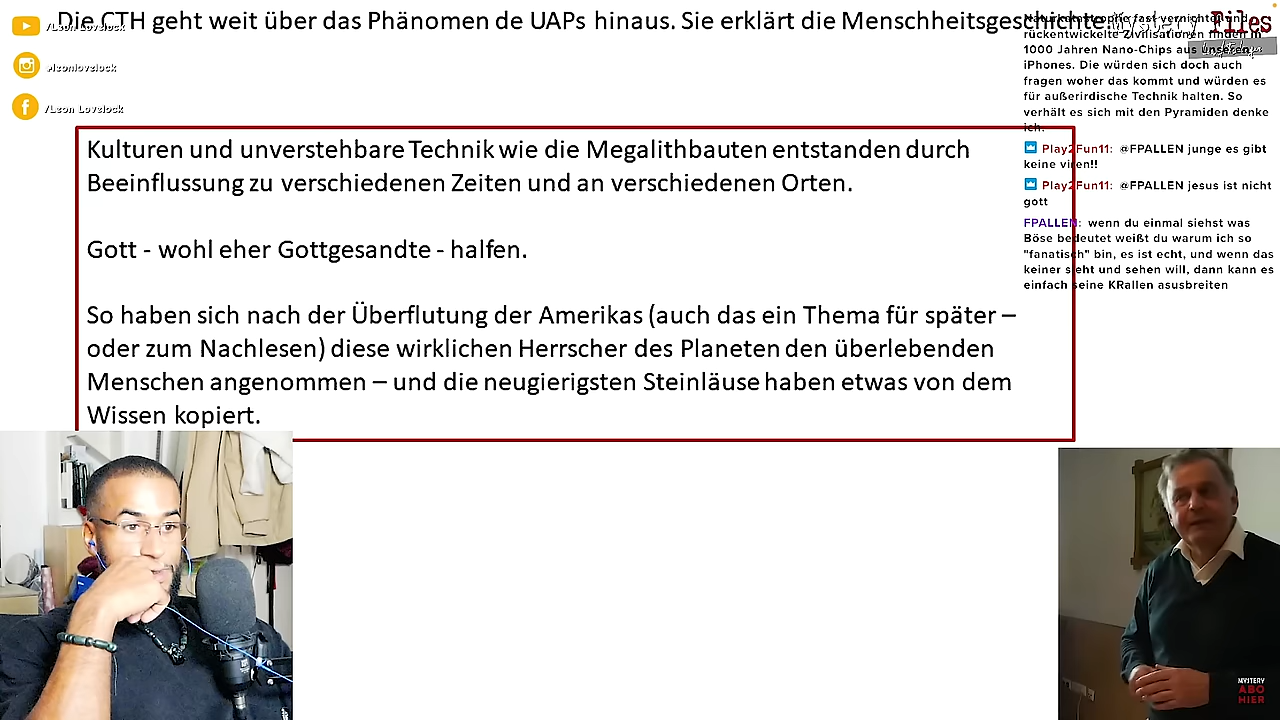 Die CTH geht weit über das Phänomen de UAPs hinaus. Sie erklärt die Menschheitsgeschichte.
/Leon Lovelock
@leonlovelock
/Leon Lovelock
Mystery Files
Kulturen und unverstehbare Technik wie die Megalithbauten entstanden durch
Beeinflussung zu verschiedenen Zeiten und an verschiedenen Orten.
Gott - wohl eher Gottgesandte - halfen.
So haben sich nach der Überflutung der Amerikas (auch das ein Thema für später –
oder zum Nachlesen) diese wirklichen Herrscher des Planeten den überlebenden
Menschen angenommen – und die neugierigsten Steinläuse haben etwas von dem
Wissen kopiert.
Naturkatastrophe fast vernichtet und
rückentwickelte Zivilisationen finden in
1000 Jahren Nano-Chips aus unseren
iPhones. Die würden sich doch auch
fragen woher das kommt und würden es
für außerirdische Technik halten. So
verhält es sich mit den Pyramiden denke
ich.
Play2Fun11: @FPALLEN junge es gibt
keine viren!!
Play2Fun11: @FPALLEN jesus ist nicht
gott
FPALLEN: wenn du einmal siehst was
Böse bedeutet weißt du warum ich so
"fanatisch" bin, es ist echt, und wenn das
keiner sieht und sehen will, dann kann es
einfach seine KRallen asusbreiten
MYSTERY
ABO
HIER